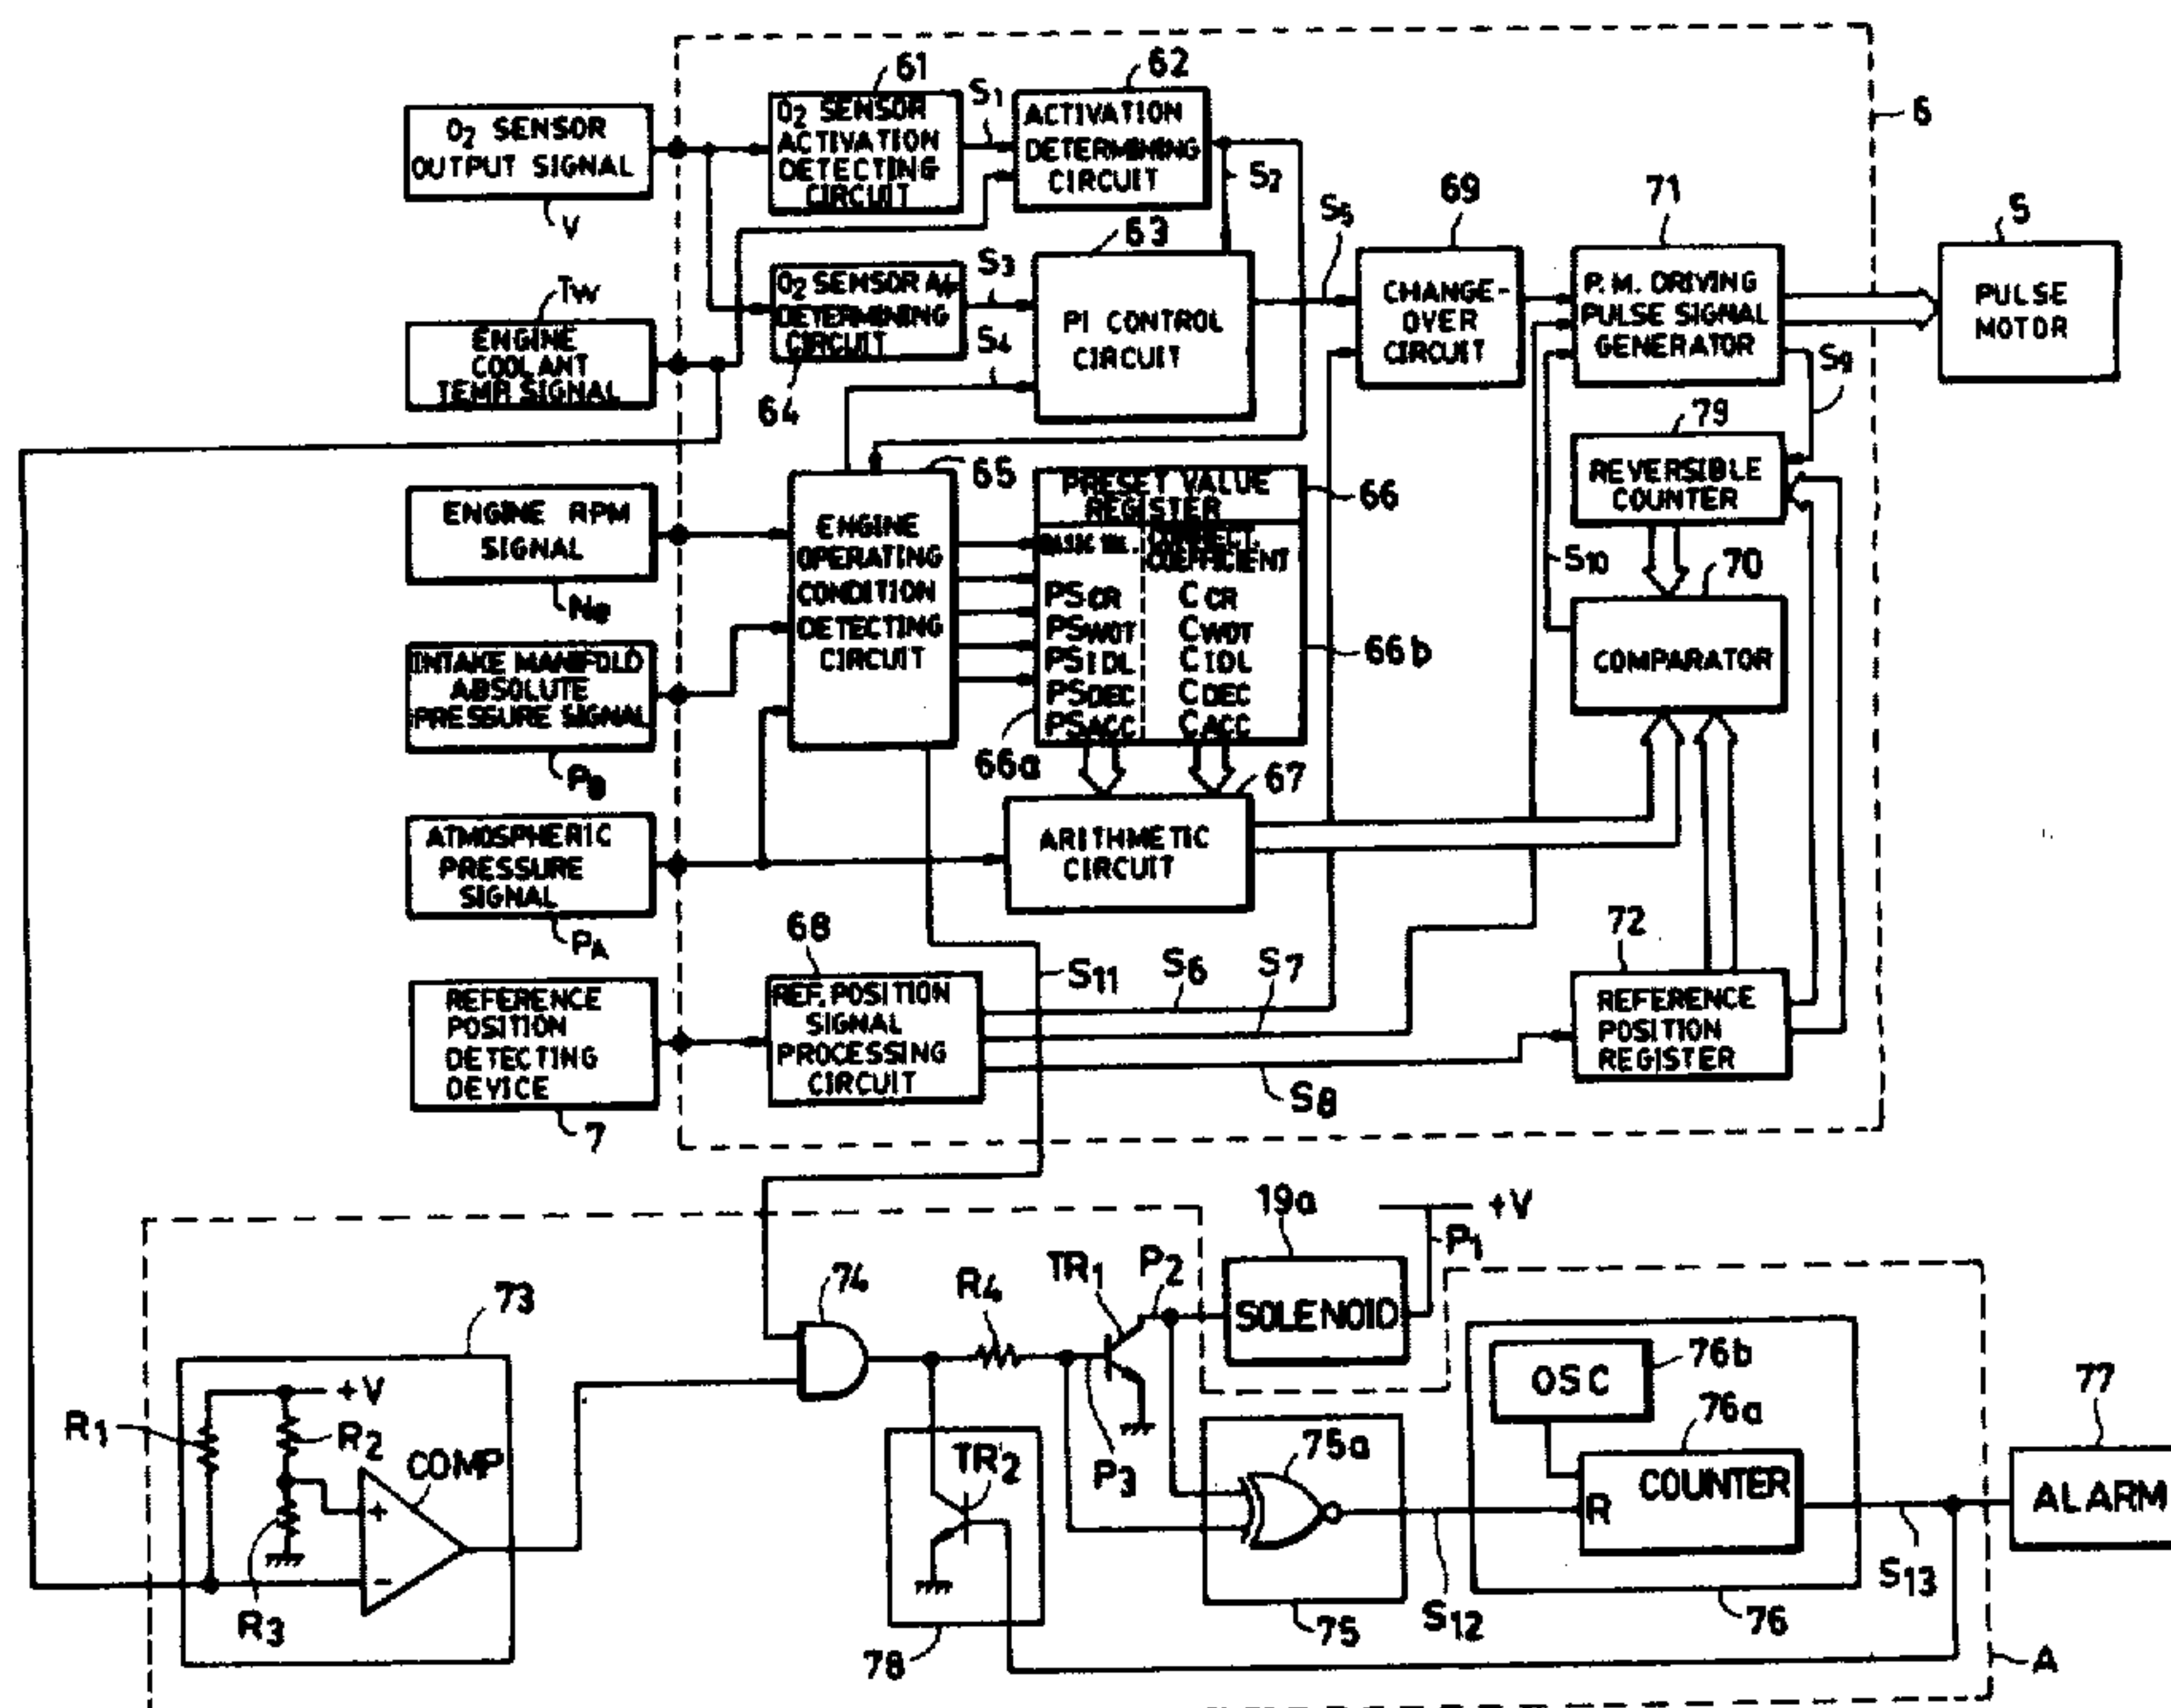 61
62
O2 SENSOR
OUTPUT SIGNAL
V
O2 SENSOR
ACTIVATION
DETECTING
CIRCUIT
S1
ACTIVATION
DETERMINING
CIRCUIT
S2
6
TW
ENGINE
COOLANT
TEMP. SIGNAL
O2 SENSOR A/F
DETERMINING
CIRCUIT
64
S3
S4
63
PI CONTROL
CIRCUIT
S5
69
CHANGE-
OVER
CIRCUIT
71
P.M. DRIVING
PULSE SIGNAL
GENERATOR
S9
5
PULSE
MOTOR
79
REVERSIBLE
COUNTER
ENGINE RPM
SIGNAL
Ne
65
ENGINE
OPERATING
CONDITION
DETECTING
CIRCUIT
PRESET VALUE
REGISTER
66
BASIC VAL. CORRECT.
COEFFICIENT
PSCR CCR
PSWOT CWOT
PSIDL CIDL
PSDEC CDEC
PSACC CACC
66a
66b
S10
70
COMPARATOR
INTAKE MANIFOLD
ABSOLUTE
PRESSURE SIGNAL
PB
67
ARITHMETIC
CIRCUIT
ATMOSPHERIC
PRESSURE
SIGNAL
PA
68
REF. POSITION
SIGNAL
PROCESSING
CIRCUIT
S11
S6
S7
S8
72
REFERENCE
POSITION
REGISTER
REFERENCE
POSITION
DETECTING
DEVICE
7
73
+V
R1
R2
COMP
+
-
R3
74
R4
TR1
P2
19a
SOLENOID
+V
P1
P3
TR2
78
75a
75
S12
OSC
76b
76a
COUNTER
R
76
S13
77
ALARM
A